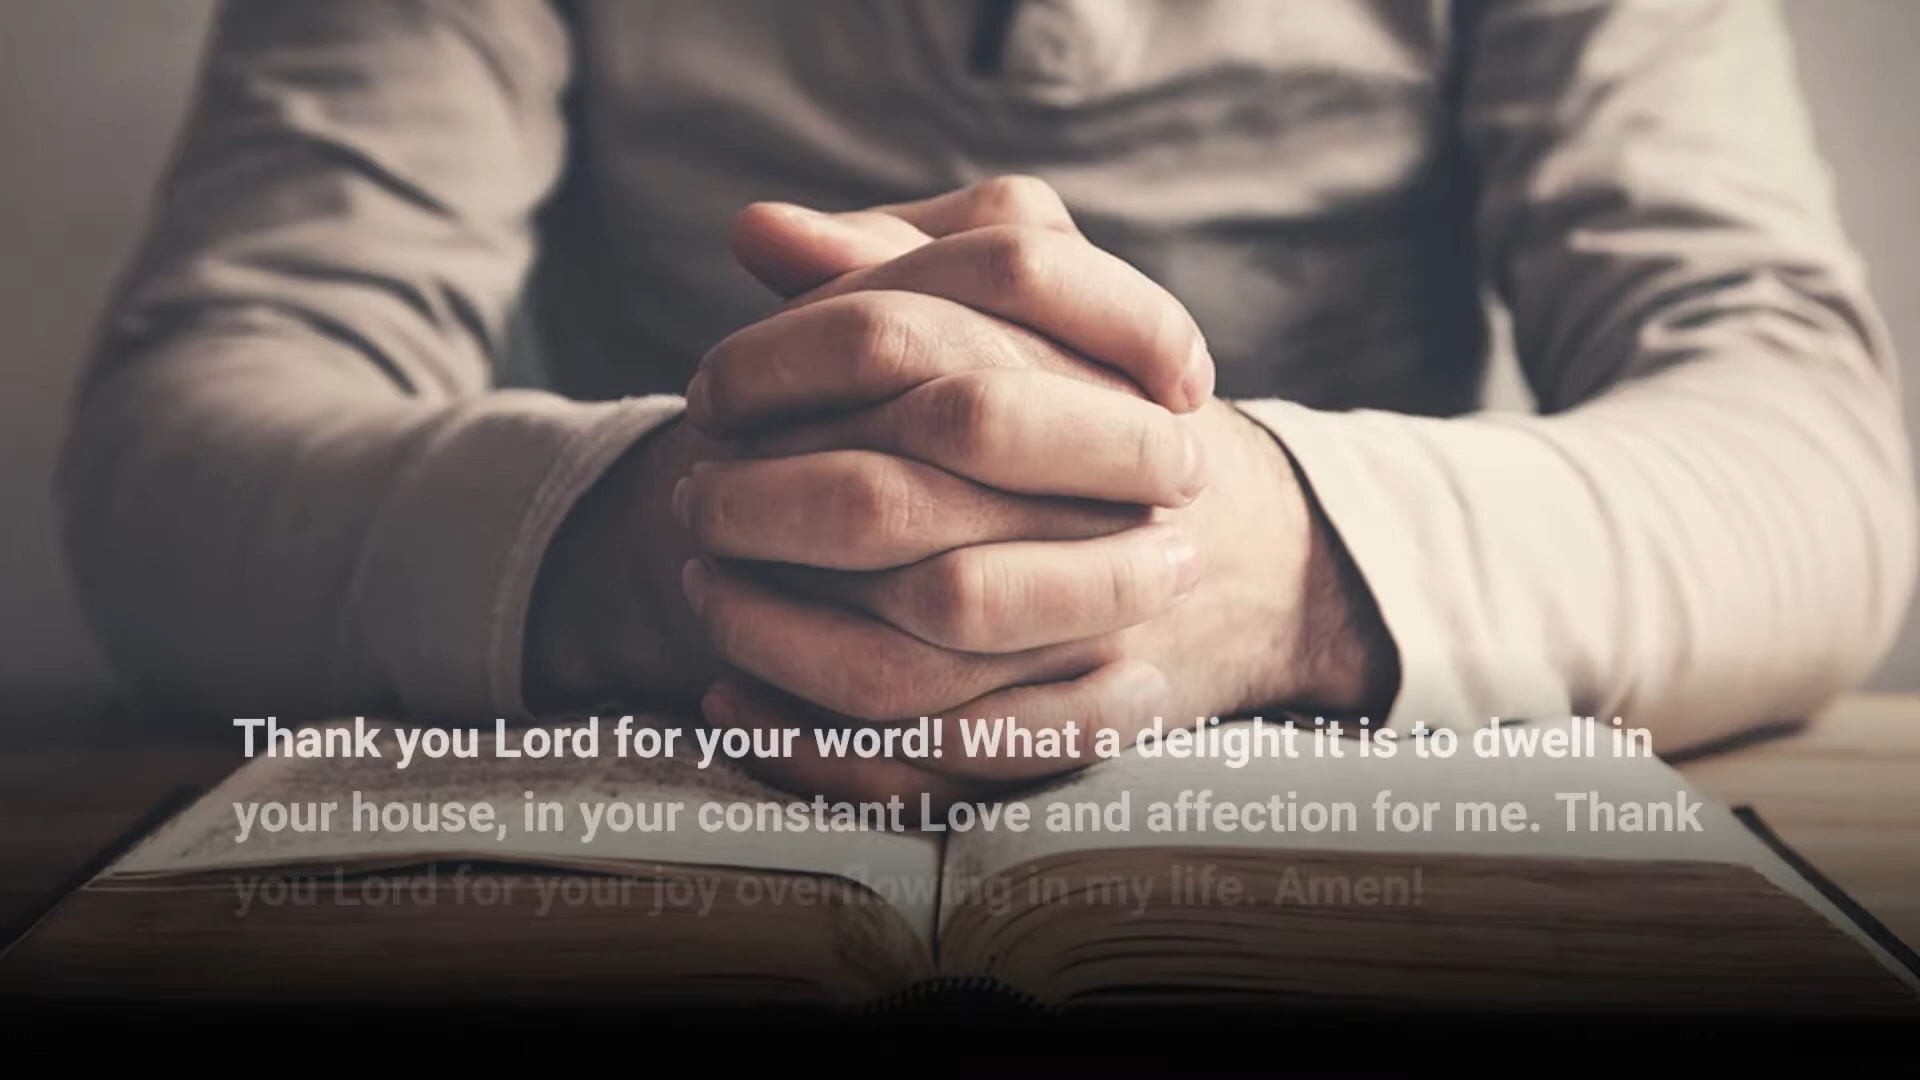 Thank you Lord for your word! What a delight it is to dwell in
your house, in your constant Love and affection for me. Thank
you Lord for your joy overflowing in my life. Amen!